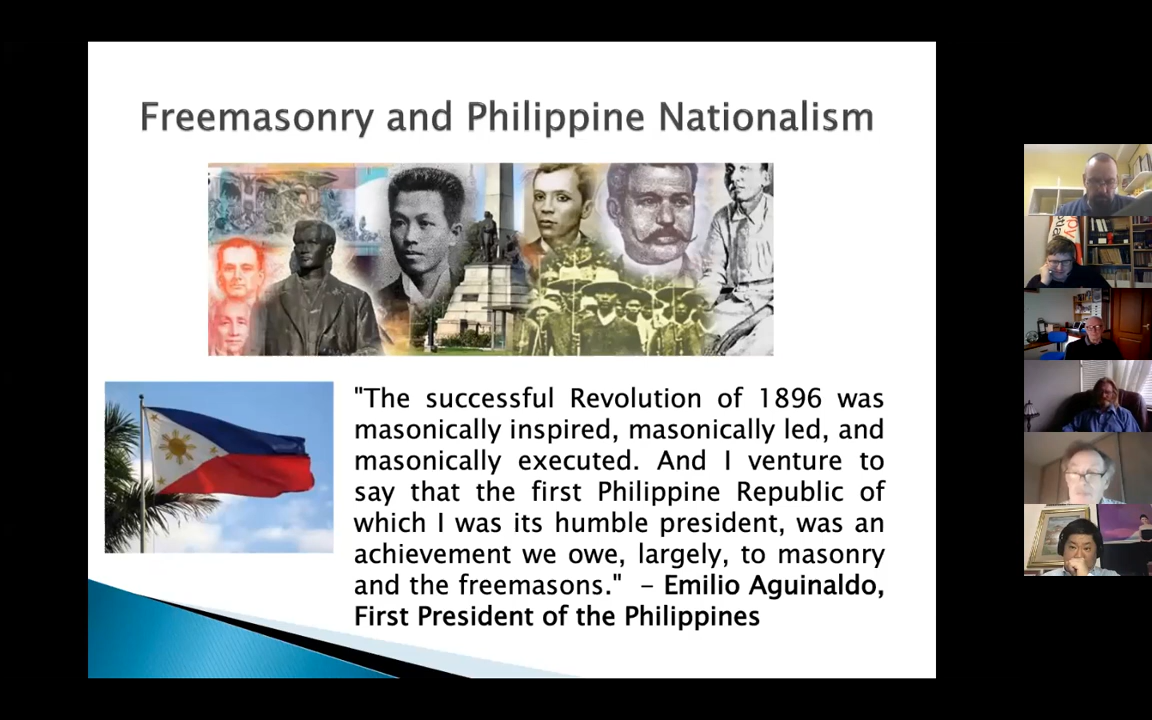 Freemasonry and Philippine Nationalism
"The successful Revolution of 1896 was
masonically inspired, masonically led, and
masonically executed. And I venture to
say that the first Philippine Republic of
which I was its humble president, was an
achievement we owe, largely, to masonry
and the freemasons." – Emilio Aguinaldo,
First President of the Philippines